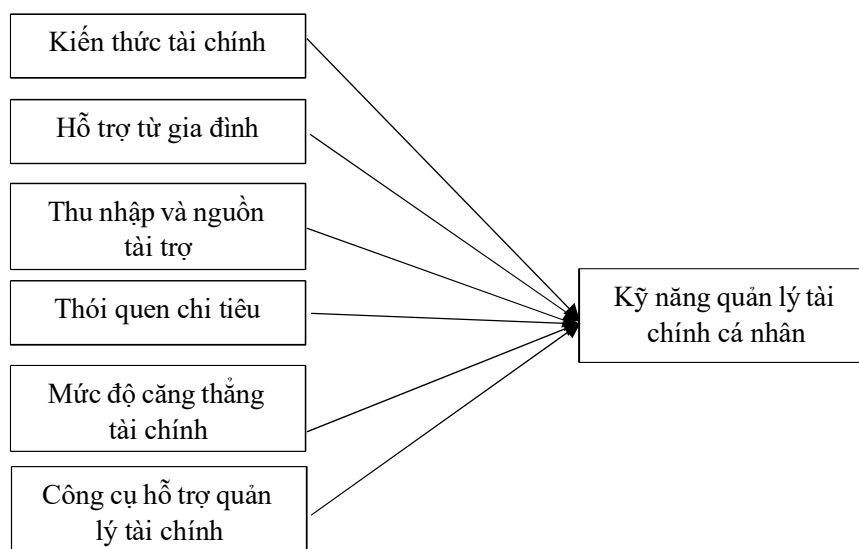 Kiến thức tài chính
Hỗ trợ từ gia đình
Thu nhập và nguồn
tài trợ
Thói quen chi tiêu
Mức độ căng thẳng
tài chính
Công cụ hỗ trợ quản
lý tài chính
Kỹ năng quản lý tài
chính cá nhân